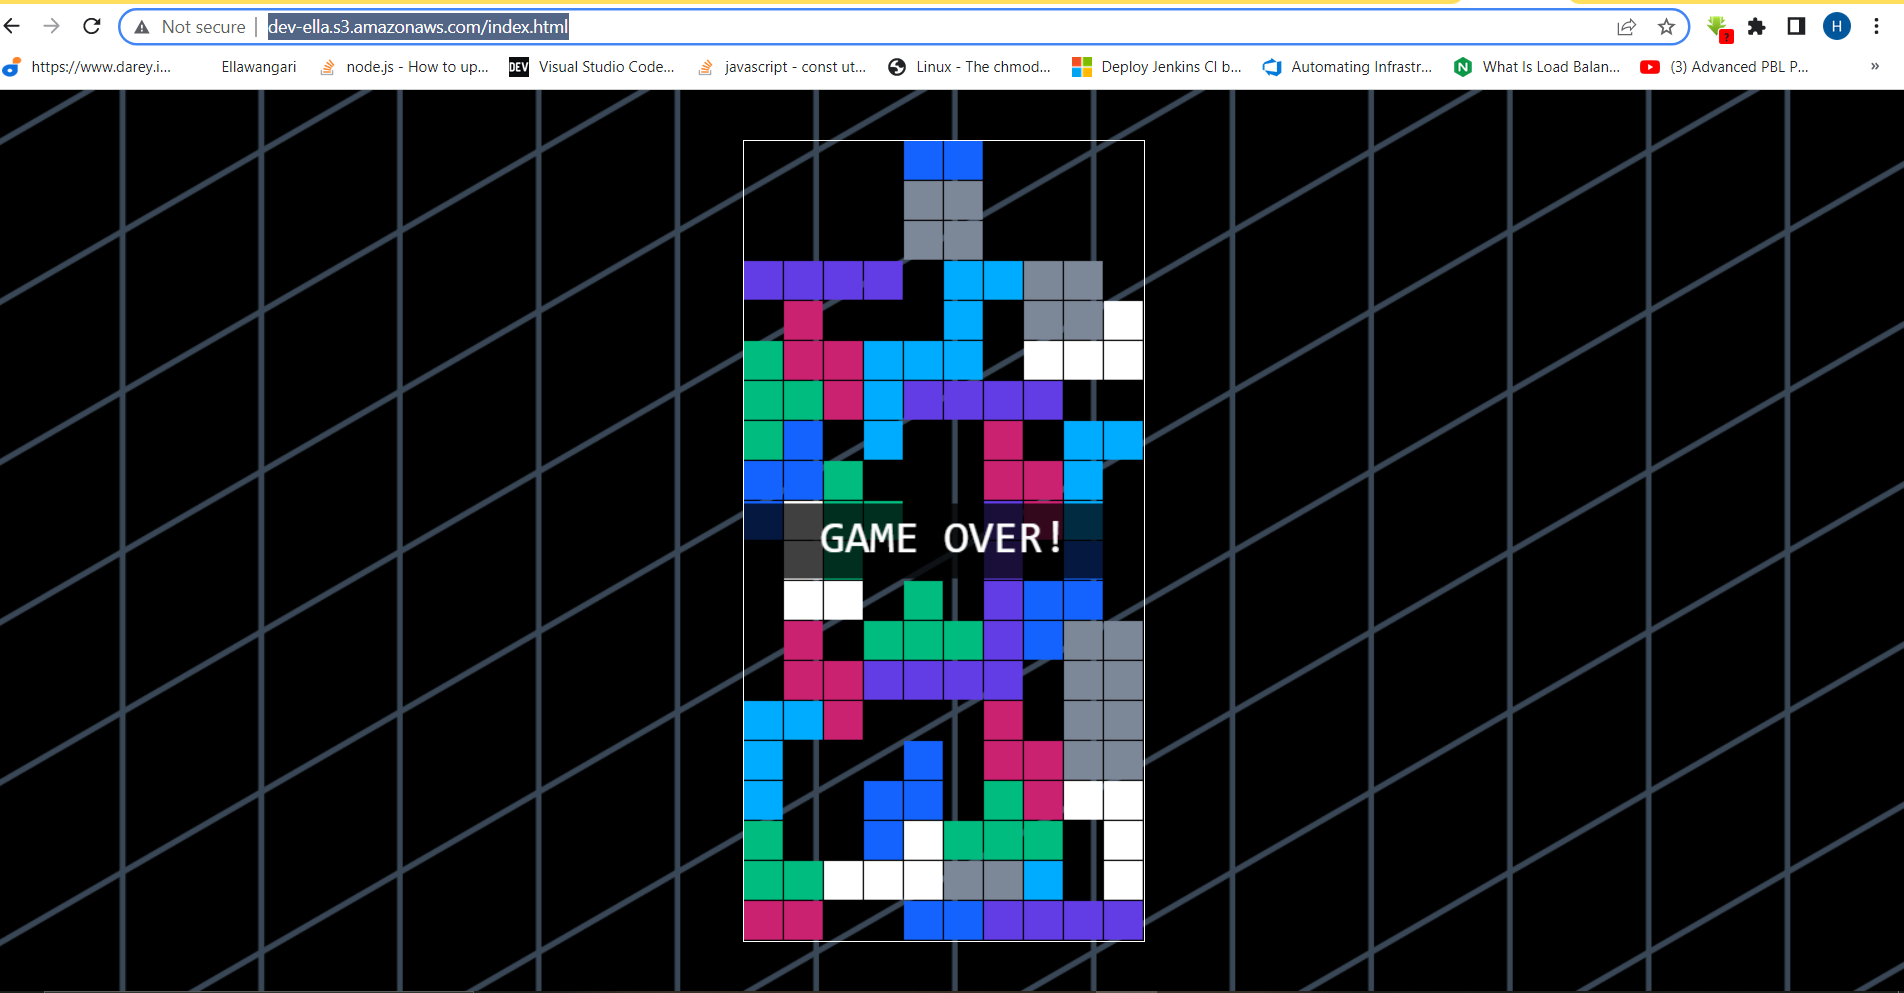 Not secure | dev-ella.s3.amazonaws.com/index.html
H
?
https://www.darey.i... Ellawangari node.js - How to up... DEV Visual Studio Code... javascript - const ut... Linux - The chmod... Deploy Jenkins CI b... Automating Infrastr... N What Is Load Balan... (3) Advanced PBL P... »
GAME OVER!